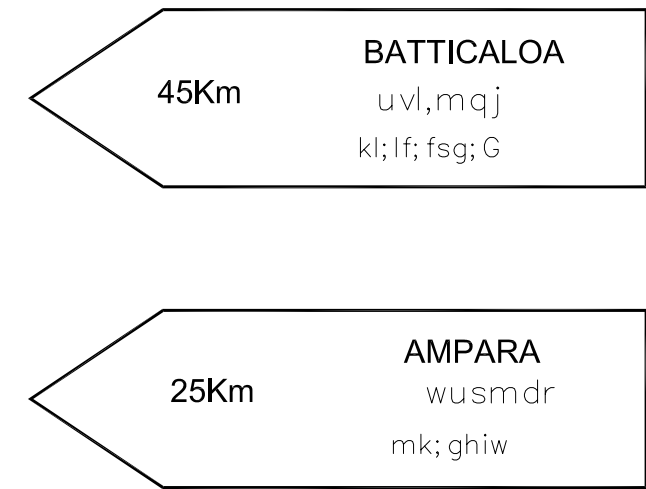 BATTICALOA
45Km
uvl,mqj
kl;lf;fsg;G
AMPARA
25Km
wusmdr
mk;ghiw